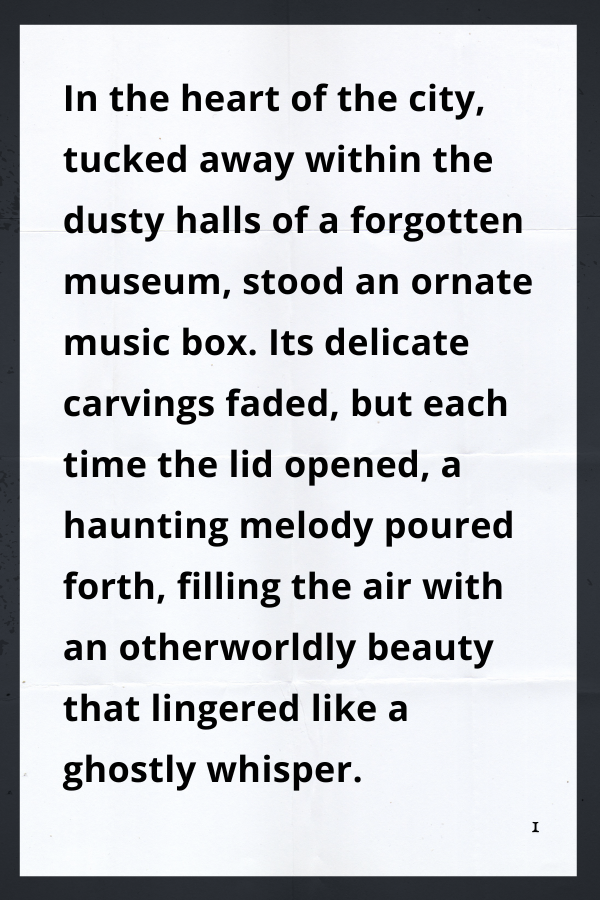 In the heart of the city,
tucked away within the
dusty halls of a forgotten
museum, stood an ornate
music box. Its delicate
carvings faded, but each
time the lid opened, a
haunting melody poured
forth, filling the air with
an otherworldly beauty
that lingered like a
ghostly whisper.
I